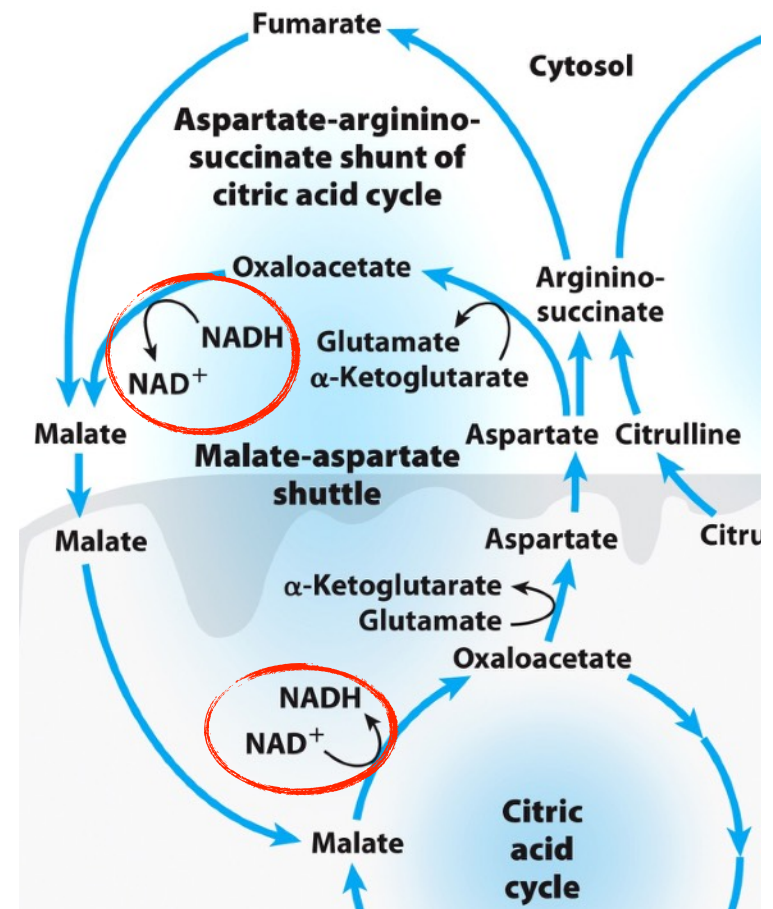 Fumarate
Cytosol
Aspartate-arginino-
succinate shunt of
citric acid cycle
Oxaloacetate
Arginino-
succinate
NADH
NAD+
Glutamate
α-Ketoglutarate
Malate
Aspartate
Citrulline
Malate-aspartate
shuttle
Malate
Aspartate
Citru
α-Ketoglutarate
Glutamate
Oxaloacetate
NADH
NAD+
Malate
Citric
acid
cycle